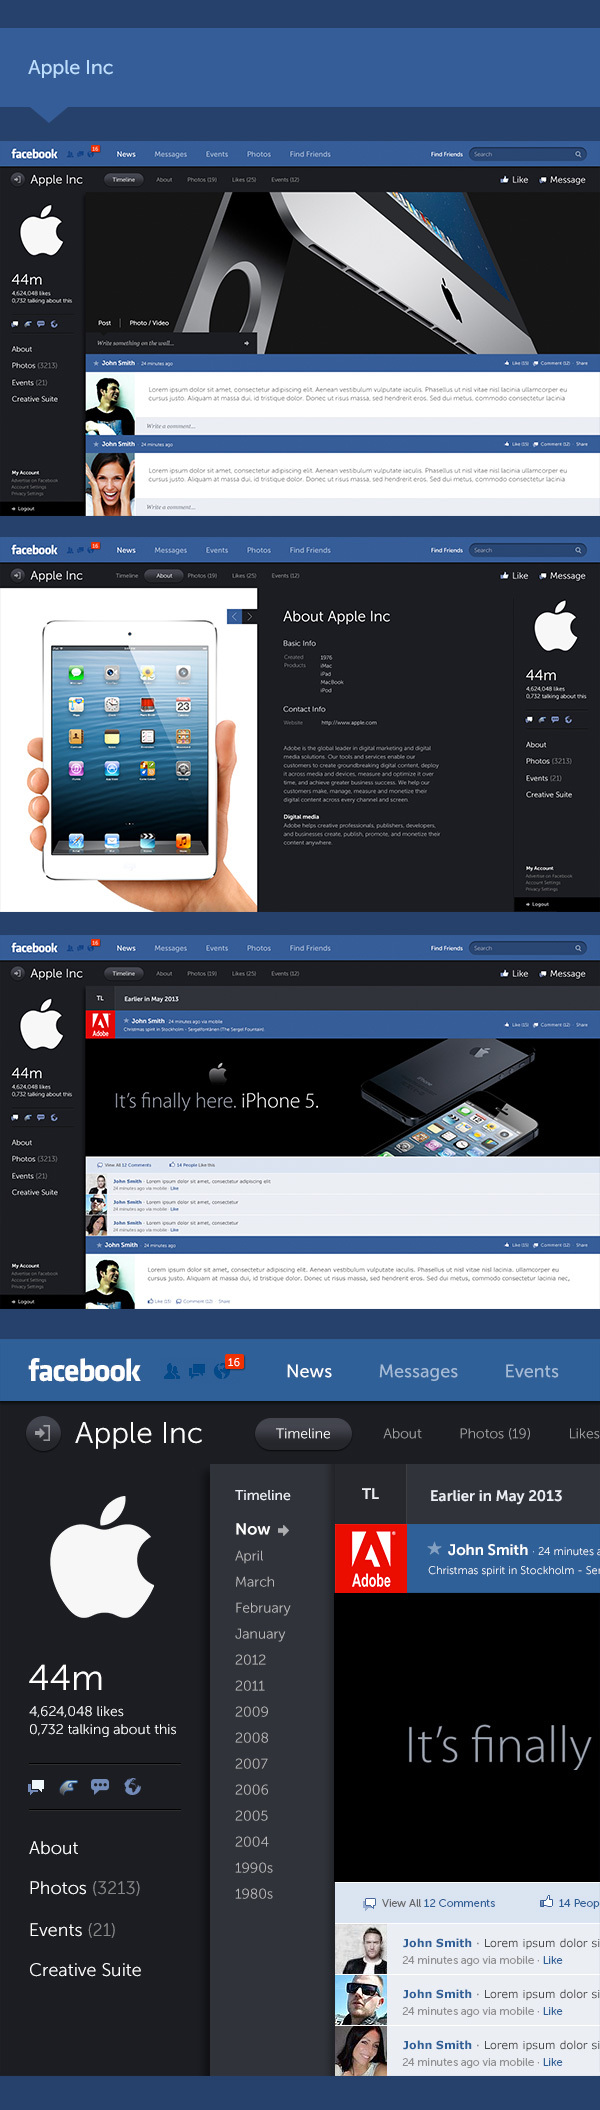 Apple Inc
facebook 16 News Messages Events Photos Find Friends Find Friends Search
Apple Inc Timeline About Photos (19) Likes (25) Events (12) Like Message
44m
4,624,048 likes
0,732 talking about this
About
Photos (3213)
Events (21)
Creative Suite
My Account
Advertise on Facebook
Account Settings
Privacy Settings
Logout
Post Photo / Video
Write something on the wall...
John Smith · 24 minutes ago Like (15) Comment (12) · Share
Lorem ipsum dolor sit amet, consectetur adipiscing elit. Aenean vestibulum vulputate iaculis. Phasellus ut nisl vitae nisl lacinia ullamcorper eu
cursus justo. Aliquam at massa dui, id tristique dolor. Donec ut risus massa, sed hendrerit eros. Sed dui metus, commodo consectetur lacinia
Write a comment...
John Smith · 24 minutes ago Like (15) Comment (12) · Share
Lorem ipsum dolor sit amet, consectetur adipiscing elit. Aenean vestibulum vulputate iaculis. Phasellus ut nisl vitae nisl lacinia ullamcorper eu
cursus justo. Aliquam at massa dui, id tristique dolor. Donec ut risus massa, sed hendrerit eros. Sed dui metus, commodo consectetur lacinia
Write a comment...
facebook 16 News Messages Events Photos Find Friends Find Friends Search
Apple Inc Timeline About Photos (19) Likes (25) Events (12) Like Message
About Apple Inc
Basic Info
Created 1976
Products iMac
iPad
MacBook
iPod
Contact Info
Website http://www.apple.com
Adobe is the global leader in digital marketing and digital
media solutions. Our tools and services enable our
customers to create groundbreaking digital content, deploy
it across media and devices, measure and optimize it over
time, and achieve greater business success. We help our
customers make, manage, measure and monetize their
digital content across every channel and screen.
Digital media
Adobe helps creative professionals, publishers, developers,
and businesses create, publish, promote, and monetize their
content anywhere.
44m
4,624,048 likes
0,732 talking about this
About
Photos (3213)
Events (21)
Creative Suite
My Account
Advertise on Facebook
Account Settings
Privacy Settings
Logout
facebook 16 News Messages Events Photos Find Friends Find Friends Search
Apple Inc Timeline About Photos (19) Likes (25) Events (12) Like Message
44m
4,624,048 likes
0,732 talking about this
About
Photos (3213)
Events (21)
Creative Suite
My Account
Advertise on Facebook
Account Settings
Privacy Settings
Logout
TL Earlier in May 2013
Adobe
John Smith · 24 minutes ago via mobile Like (15) Comment (12) · Share
Christmas spirit in Stockholm - Sergelfontänen (The Sergel Fountain)
It's finally here. iPhone 5.
View All 12 Comments 14 People Like this
John Smith · Lorem ipsum dolor sit amet, consectetur adipiscing elit
24 minutes ago via mobile · Like
John Smith · Lorem ipsum dolor sit amet, consectetur
24 minutes ago via mobile · Like
John Smith · Lorem ipsum dolor sit amet, consectetur
24 minutes ago via mobile · Like
John Smith · 24 minutes ago Like (15) Comment (12) · Share
Lorem ipsum dolor sit amet, consectetur adipiscing elit. Aenean vestibulum vulputate iaculis. Phasellus ut nisl vitae nisl lacinia. ullamcorper eu
cursus justo. Aliquam at massa dui, id tristique dolor. Donec ut risus massa, sed hendrerit eros. Sed dui metus, commodo consectetur lacinia nec,
Like (15) Comment (12) · Share
facebook 16 News Messages Events
Apple Inc Timeline About Photos (19) Likes
44m
4,624,048 likes
0,732 talking about this
About
Photos (3213)
Events (21)
Creative Suite
Timeline
Now
April
March
February
January
2012
2011
2009
2008
2007
2006
2005
2004
1990s
1980s
TL Earlier in May 2013
Adobe
John Smith · 24 minutes a
Christmas spirit in Stockholm - Ser
It's finally
View All 12 Comments 14 Peop
John Smith · Lorem ipsum dolor si
24 minutes ago via mobile · Like
John Smith · Lorem ipsum dolor si
24 minutes ago via mobile · Like
John Smith · Lorem ipsum dolor si
24 minutes ago via mobile · Like